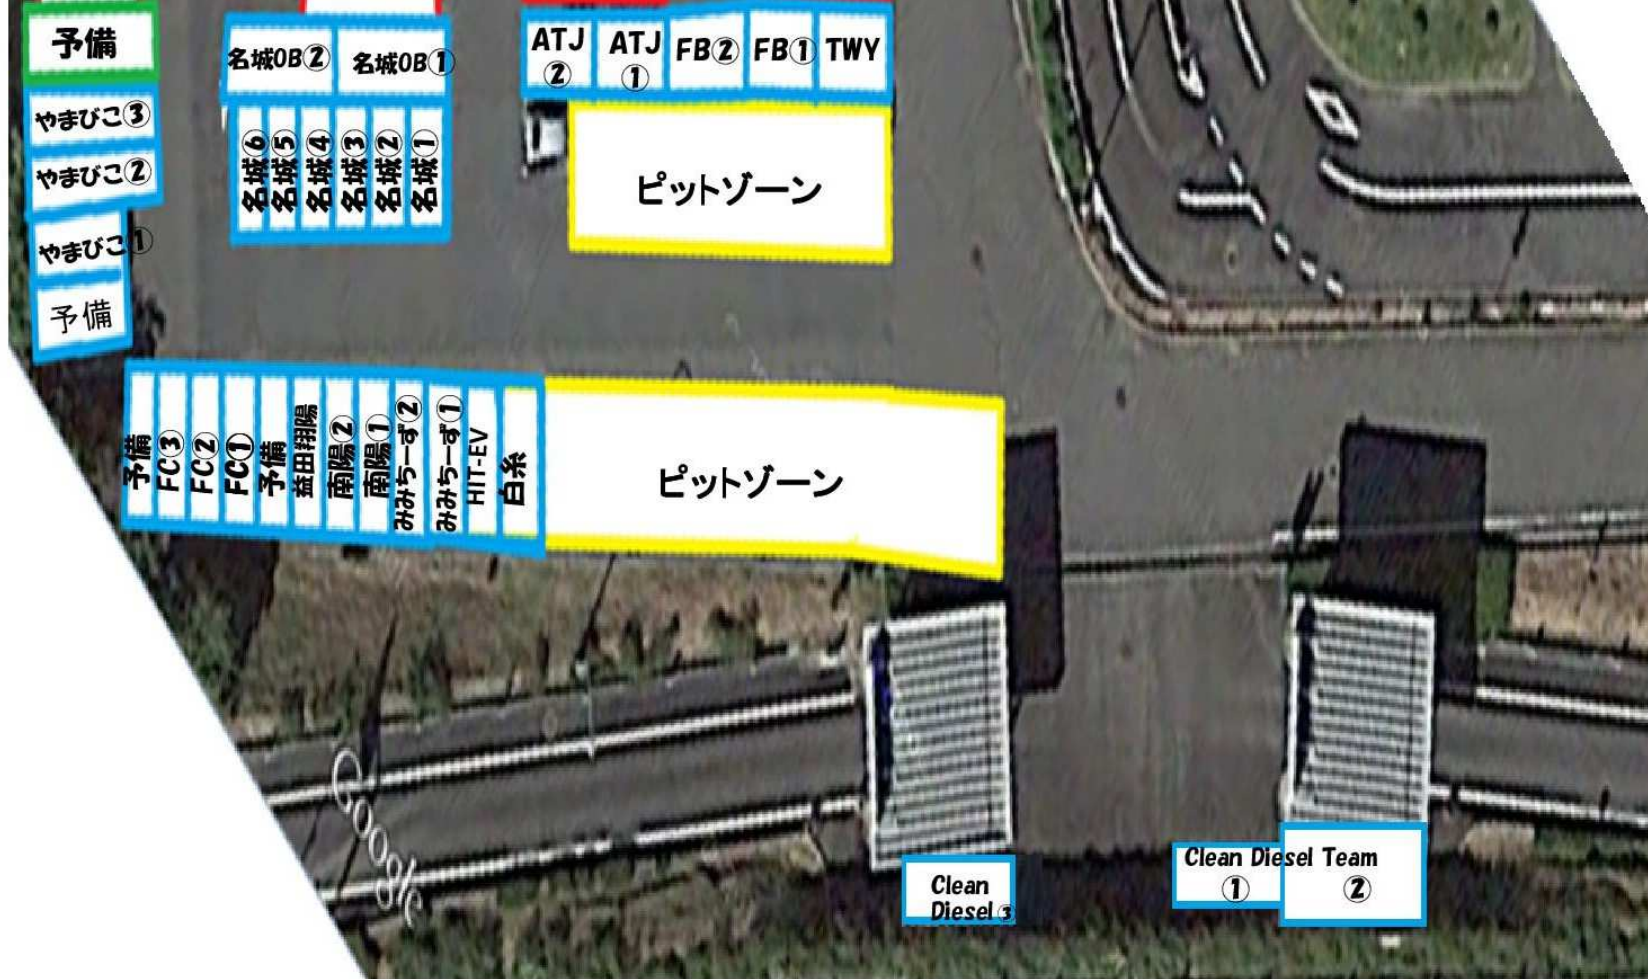 予備
やまびこ③
やまびこ②
やまびこ①
予備
名城OB②
名城OB①
名城⑥
名城⑤
名城④
名城③
名城②
名城①
ATJ
②
ATJ
①
FB②
FB①
TWY
ピットゾーン
予備
FC③
FC②
FC①
予備
益田翔陽
南陽②
南陽①
みみちーず②
みみちーず①
HIT-EV
白糸
ピットゾーン
Google
Clean
Diesel③
Clean Diesel Team
①
②